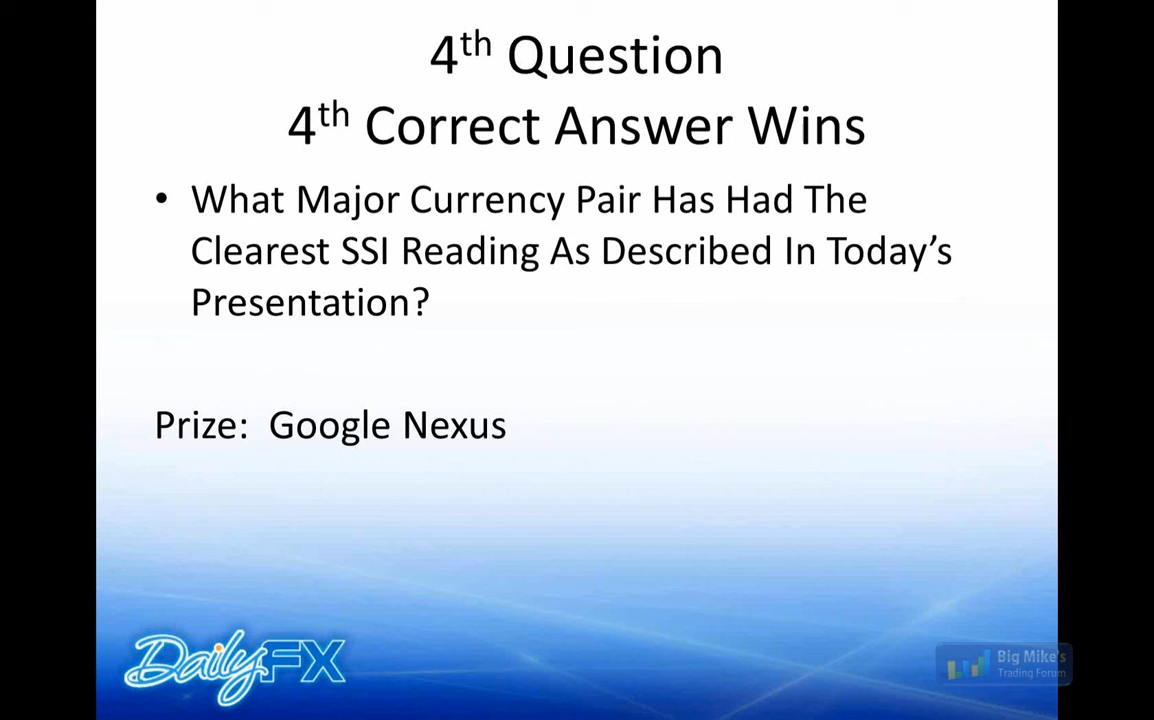 4th Question
4th Correct Answer Wins
• What Major Currency Pair Has Had The
Clearest SSI Reading As Described In Today’s
Presentation?
Prize: Google Nexus
DailyFX
Big Mike's
Trading Forum